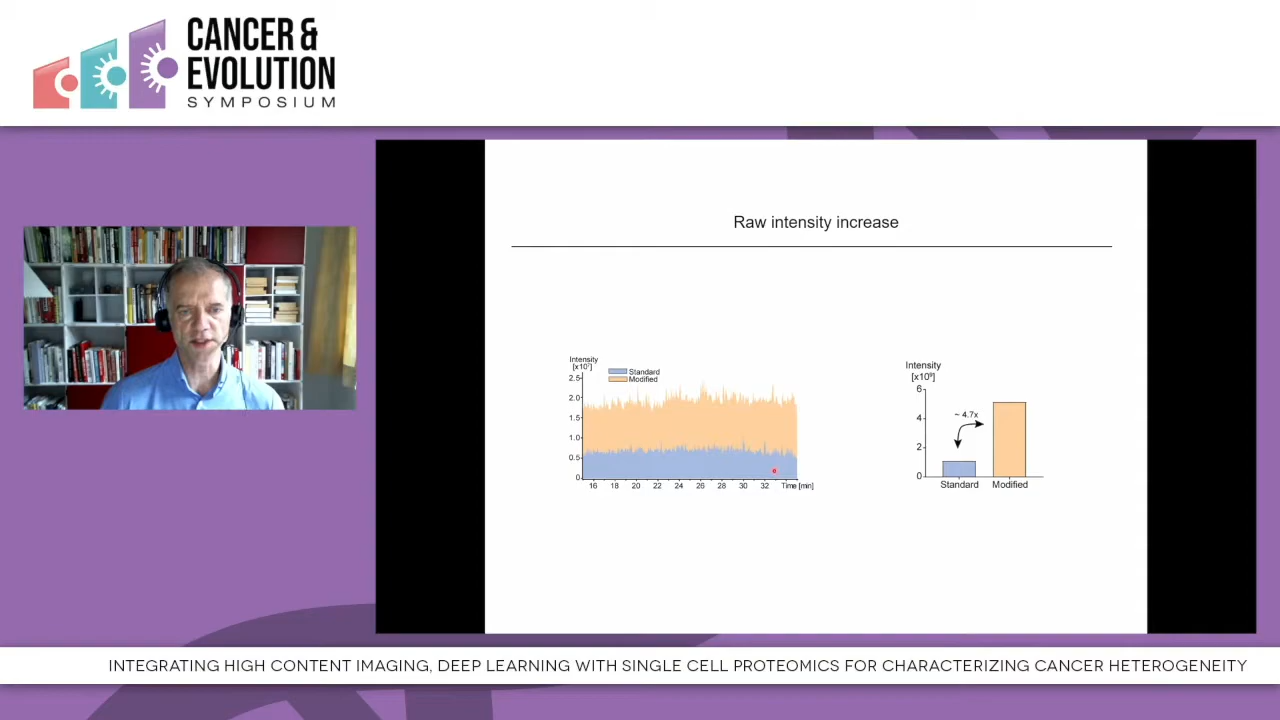 CANCER &
EVOLUTION
SYMPOSIUM
Raw intensity increase
Intensity
[x10⁷]
Standard
Modified
2.5
2.0
1.5
1.0
0.5
0
16 18 20 22 24 26 28 30 32 Time [min]
Intensity
[x10⁹]
6
4
2
0
~ 4.7x
Standard Modified
INTEGRATING HIGH CONTENT IMAGING, DEEP LEARNING WITH SINGLE CELL PROTEOMICS FOR CHARACTERIZING CANCER HETEROGENEITY